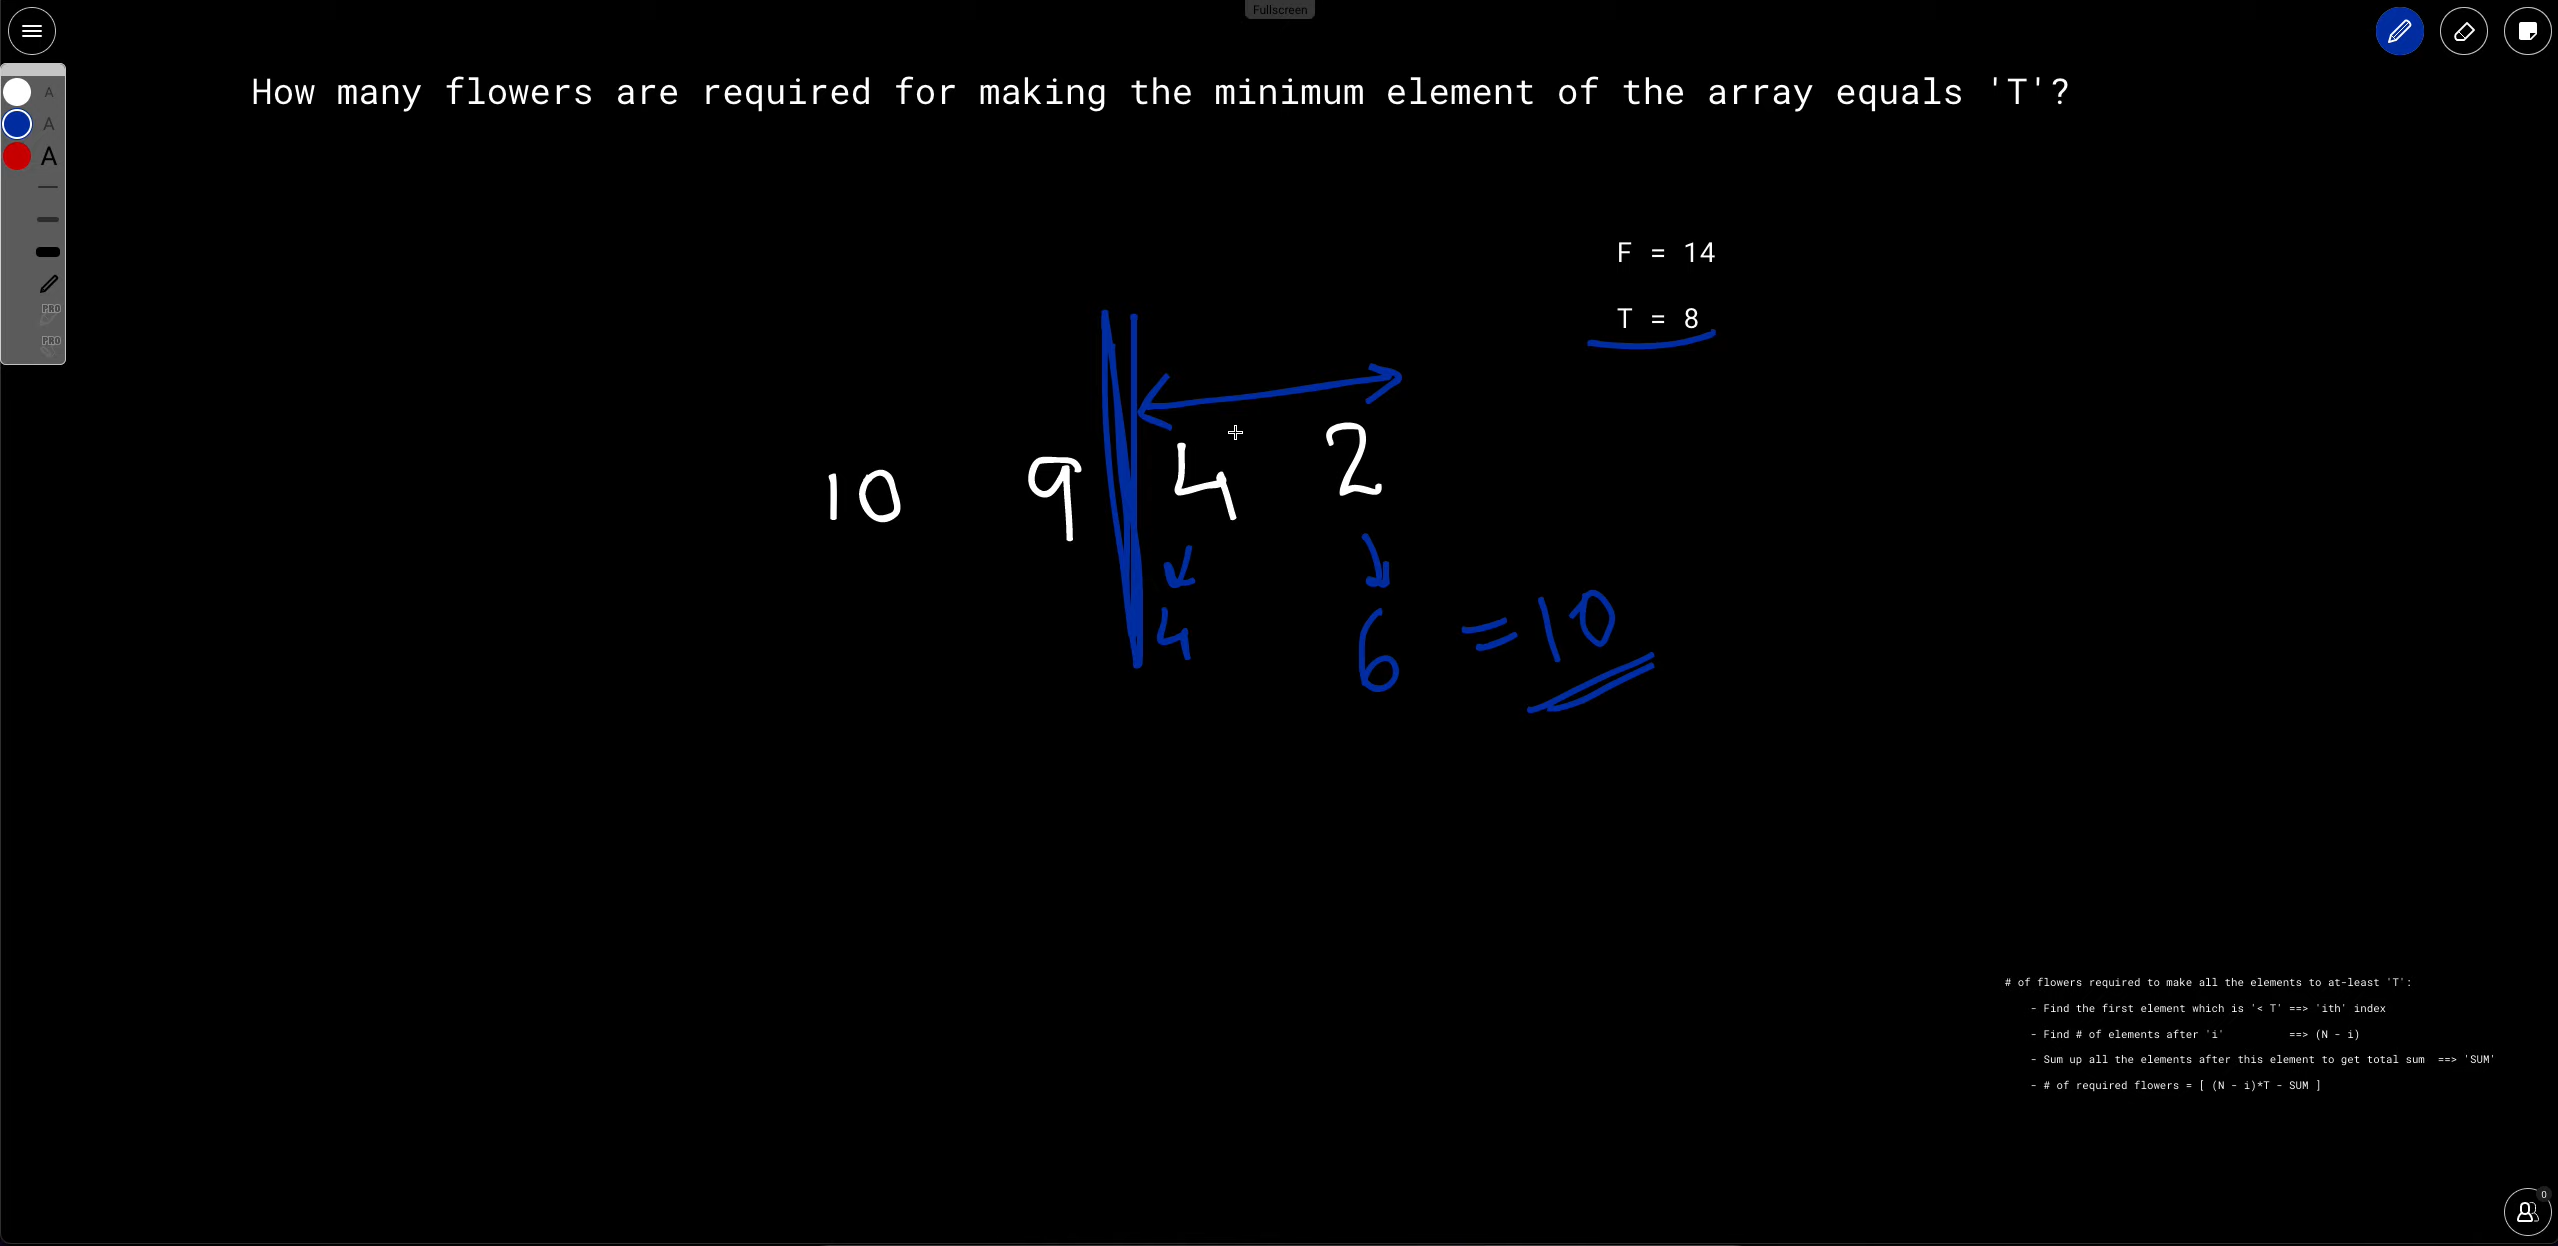 Fullscreen
How many flowers are required for making the minimum element of the array equals 'T'?
A
A
A
PRO
PRO
F = 14
T = 8
10 9 4 2
4 6 = 10
# of flowers required to make all the elements to at-least 'T':
- Find the first element which is '< T' ==> 'ith' index
- Find # of elements after 'i' ==> (N - i)
- Sum up all the elements after this element to get total sum ==> 'SUM'
- # of required flowers = [ (N - i)*T - SUM ]
0